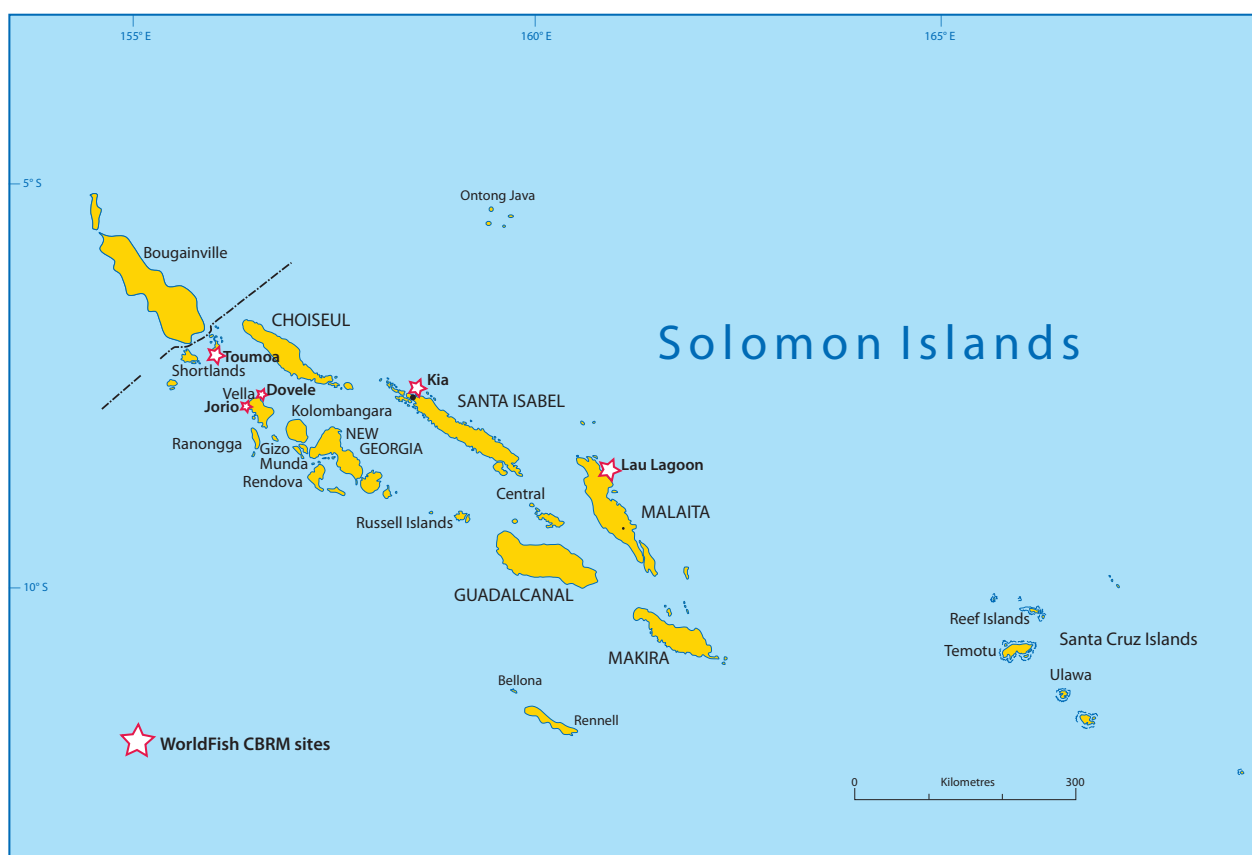 155° E
160° E
165° E
5° S
Ontong Java
Bougainville
CHOISEUL
Solomon Islands
Toumoa
Shortlands
Kia
Dovele
Vella
SANTA ISABEL
Jorio
Kolombangara
NEW
GEORGIA
Ranongga
Gizo
Munda
Rendova
Lau Lagoon
Central
MALAITA
Russell Islands
10° S
GUADALCANAL
Reef Islands
Santa Cruz Islands
Temotu
MAKIRA
Ulawa
Bellona
Rennell
WorldFish CBRM sites
0 Kilometres 300